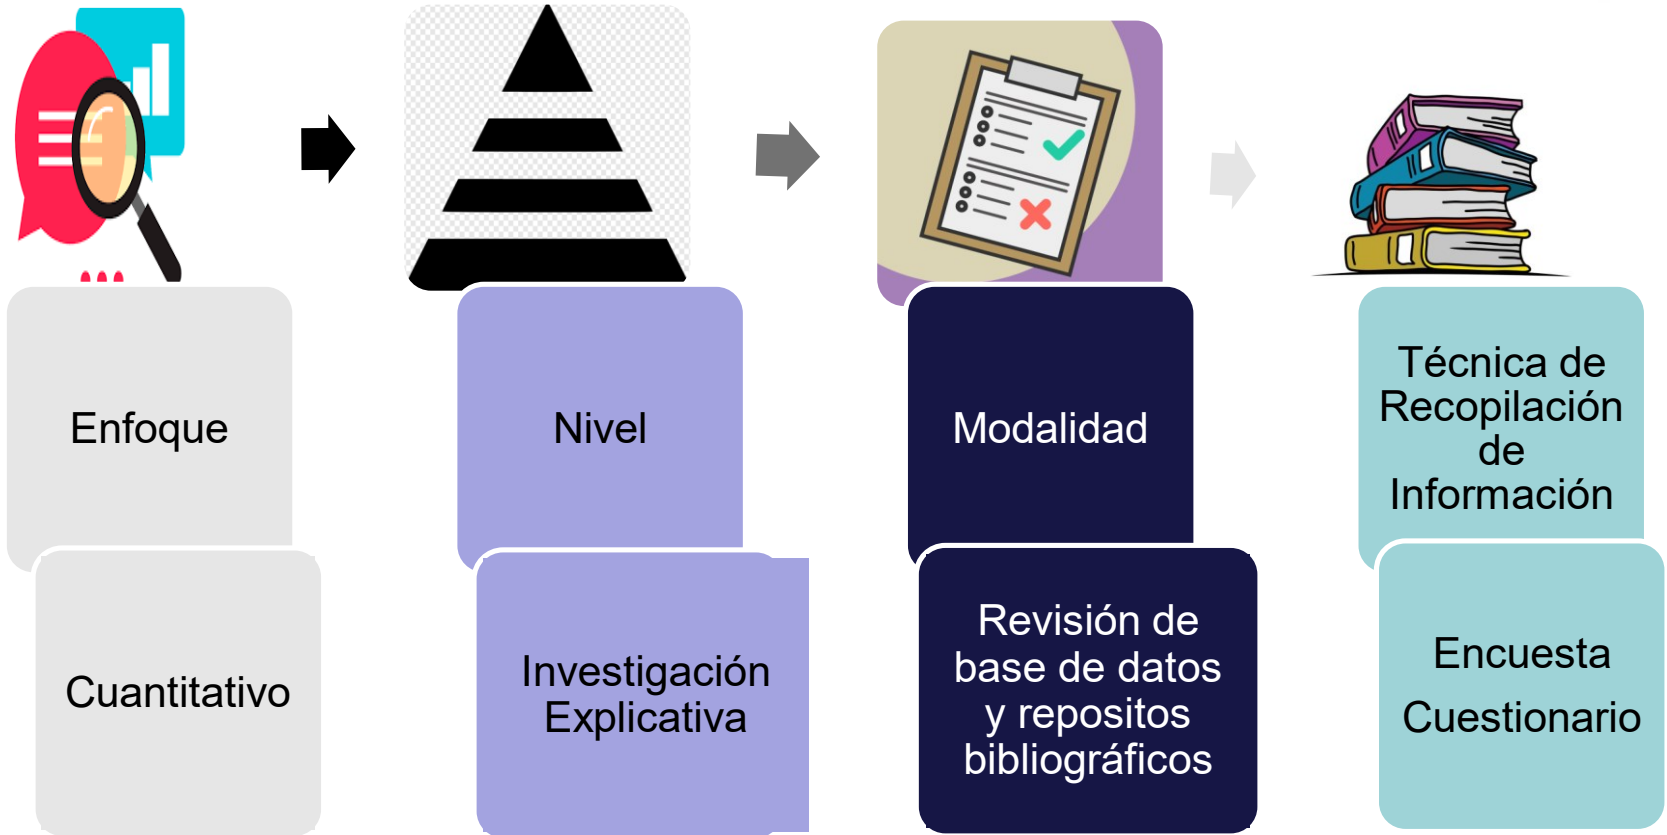 Enfoque
Nivel
Modalidad
Técnica de
Recopilación
de
Información
Cuantitativo
Investigación
Explicativa
Revisión de
base de datos
y repositos
bibliográficos
Encuesta
Cuestionario